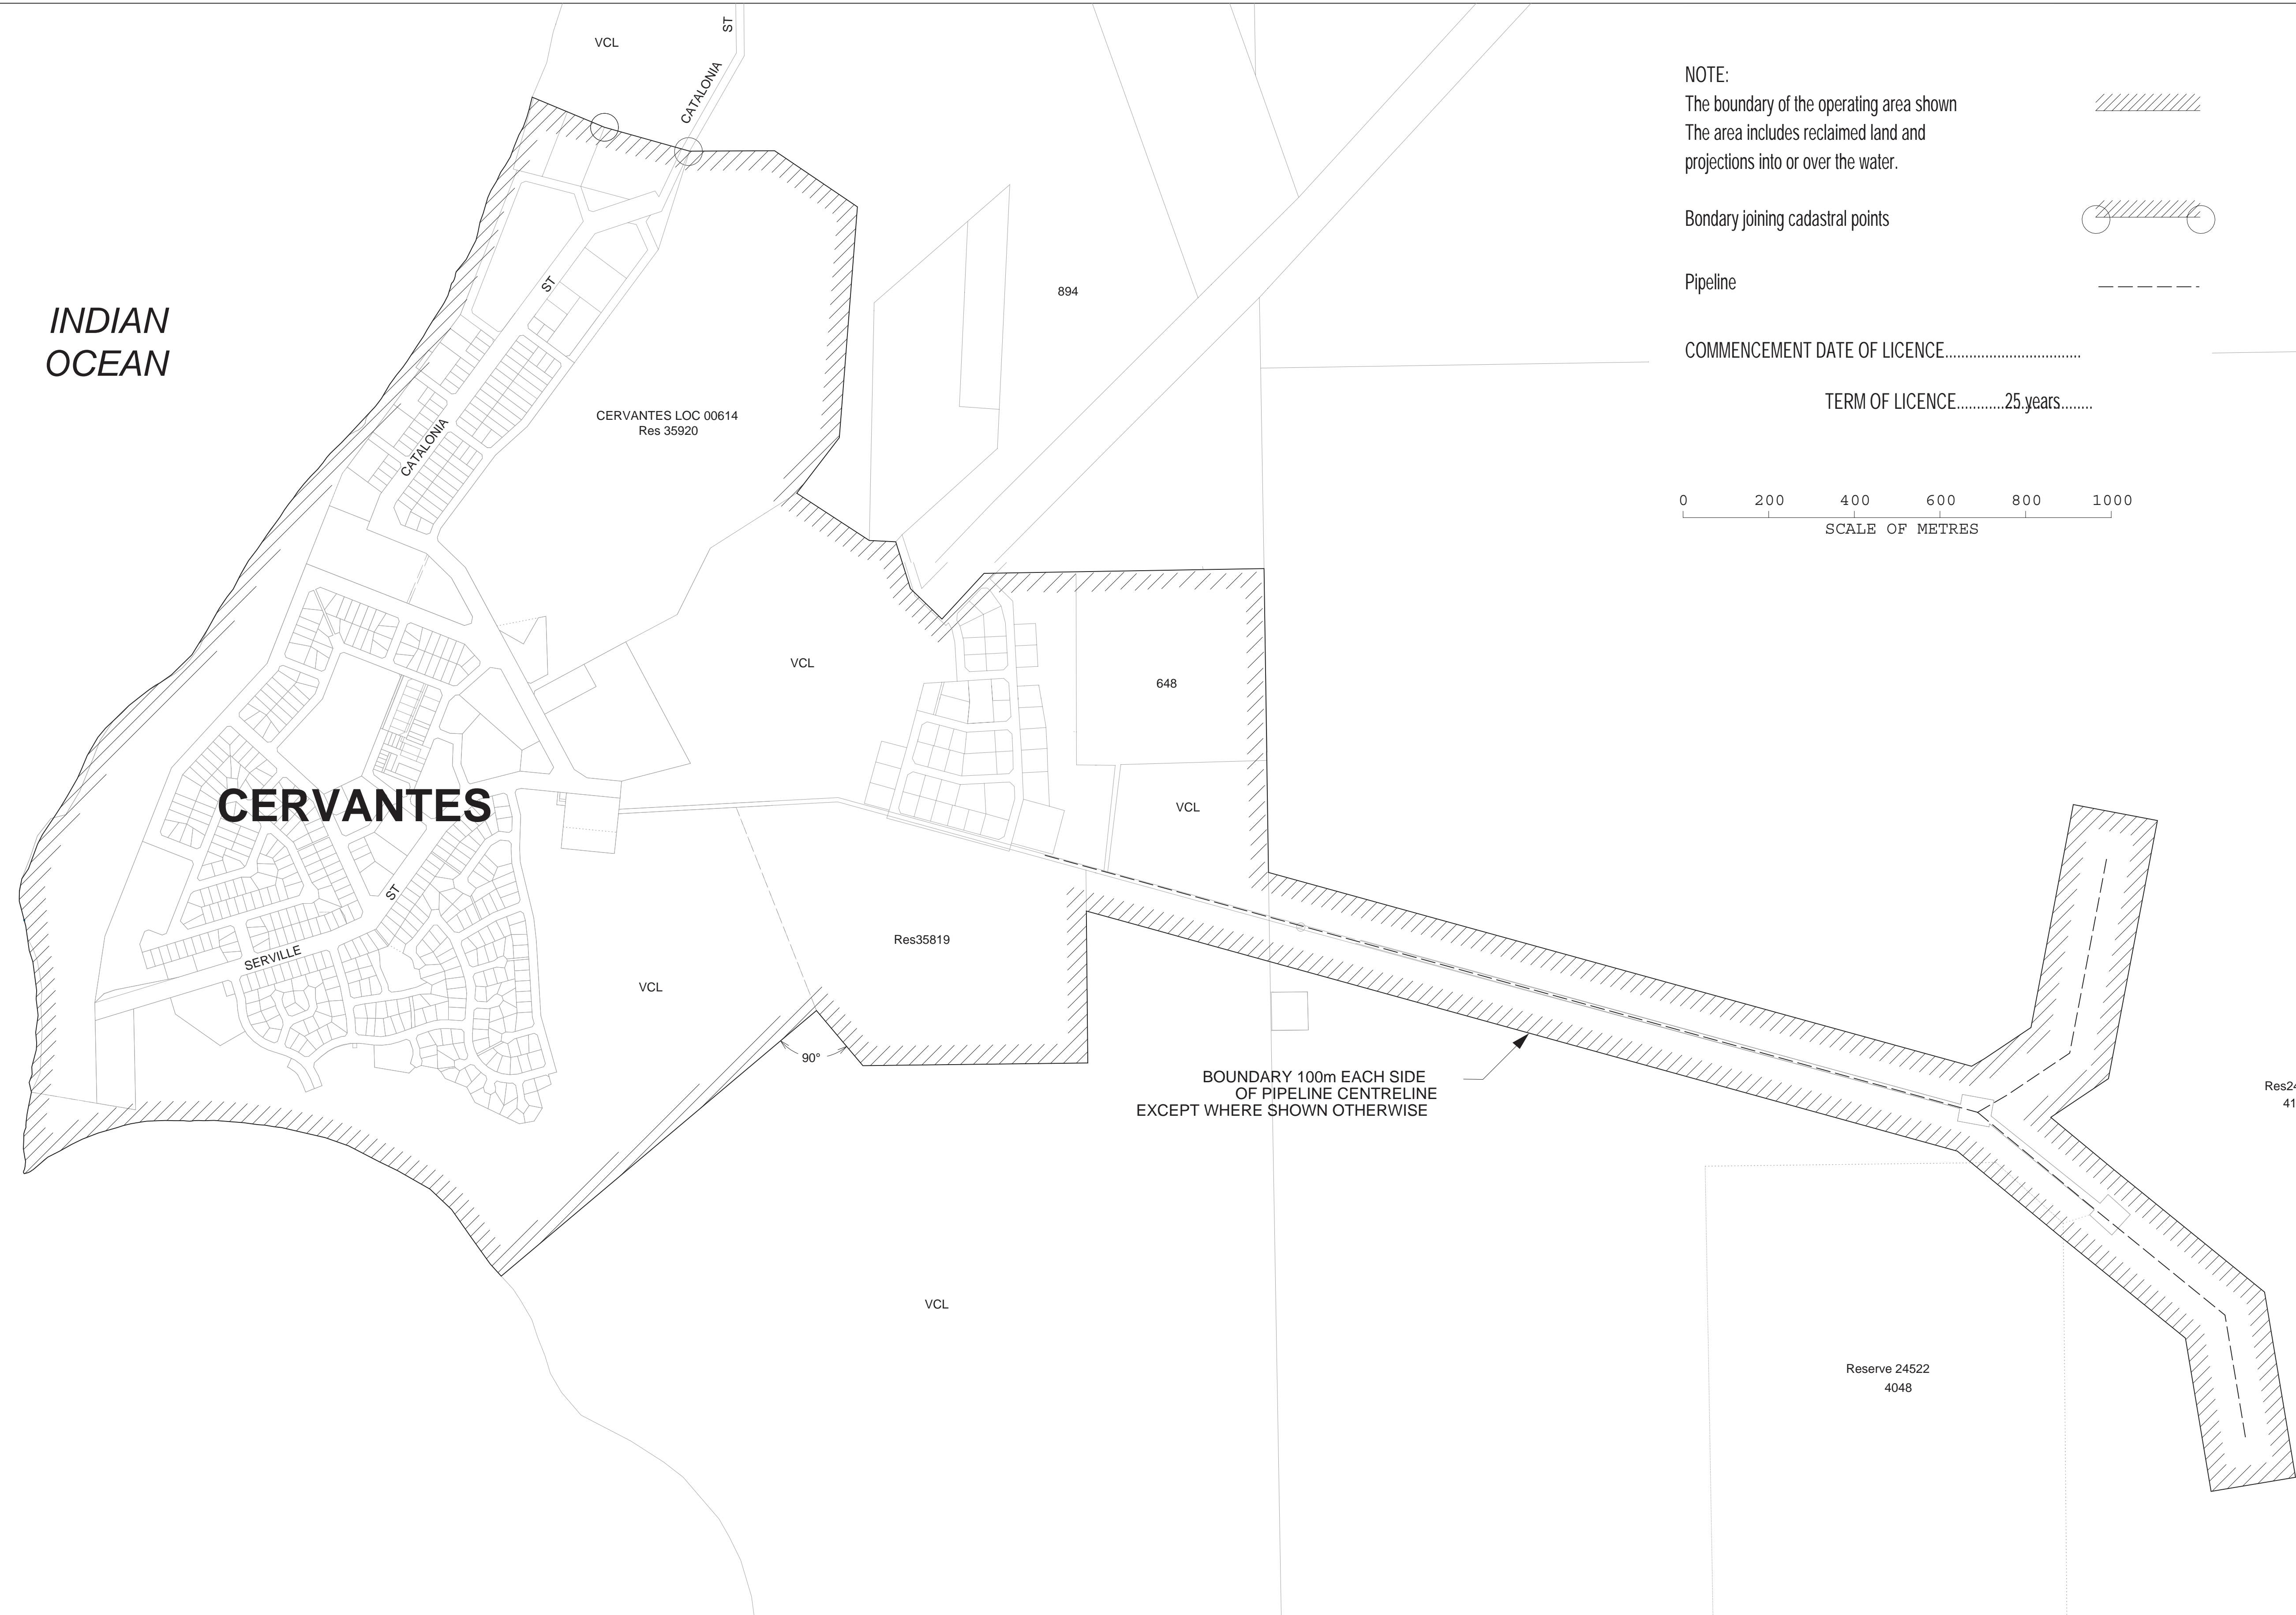 VCL
ST
CATALONIA
NOTE:
The boundary of the operating area shown
The area includes reclaimed land and
projections into or over the water.
Bondary joining cadastral points
Pipeline
COMMENCEMENT DATE OF LICENCE..................................
TERM OF LICENCE............25 years........
0 200 400 600 800 1000
SCALE OF METRES
INDIAN
OCEAN
ST
894
CERVANTES LOC 00614
Res 35920
CATALONIA
VCL
648
CERVANTES
VCL
ST
Res35819
SERVILLE
VCL
90°
BOUNDARY 100m EACH SIDE
OF PIPELINE CENTRELINE
EXCEPT WHERE SHOWN OTHERWISE
Res24
41
VCL
Reserve 24522
4048